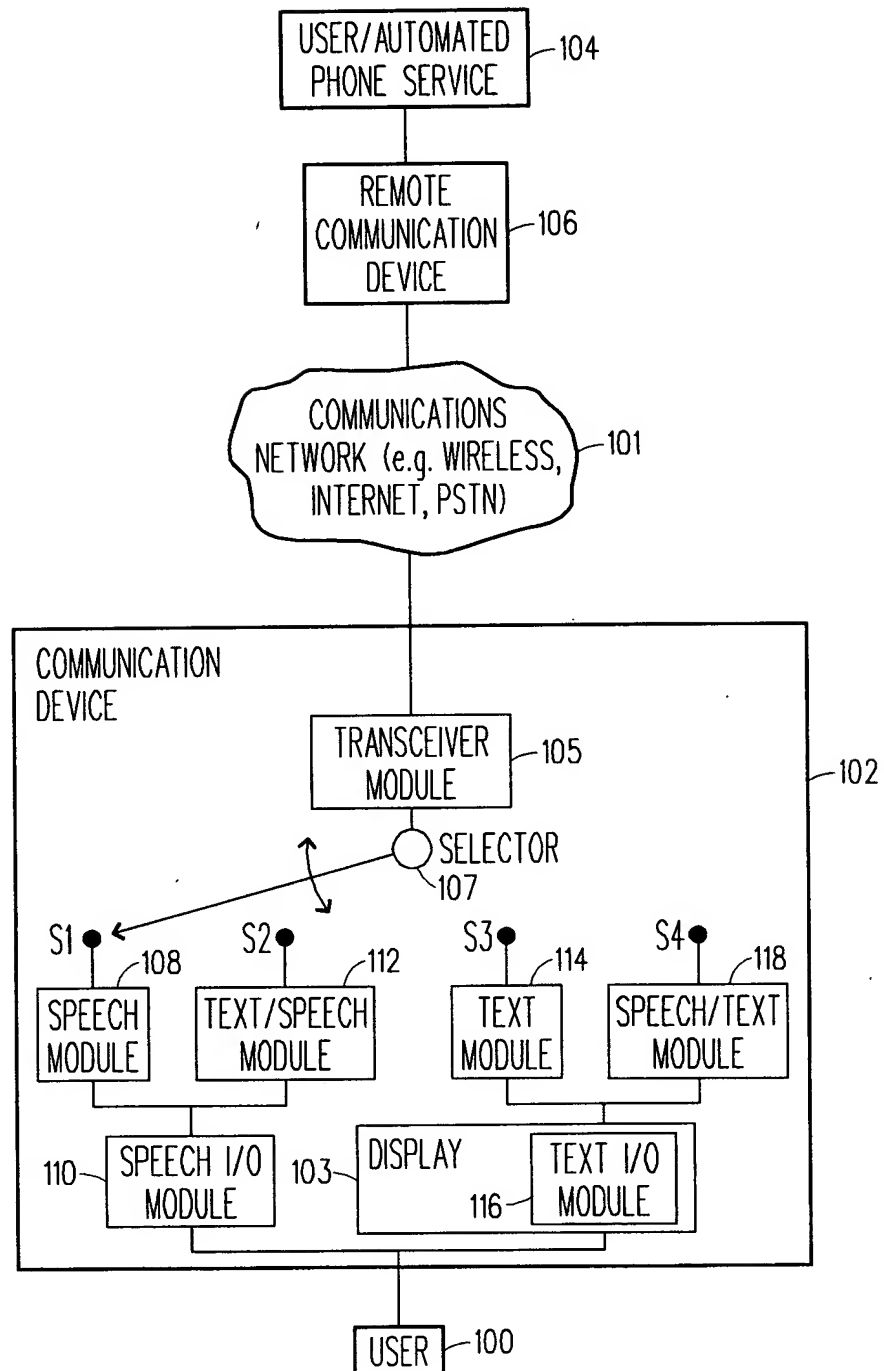 USER/AUTOMATED
PHONE SERVICE
104
REMOTE
COMMUNICATION
DEVICE
106
COMMUNICATIONS
NETWORK (e.g. WIRELESS,
INTERNET, PSTN)
101
COMMUNICATION
DEVICE
TRANSCEIVER
MODULE
105
102
SELECTOR
107
S1
S2
S3
S4
108
112
114
118
SPEECH
MODULE
TEXT/SPEECH
MODULE
TEXT
MODULE
SPEECH/TEXT
MODULE
110
SPEECH I/O
MODULE
103
DISPLAY
116
TEXT I/O
MODULE
USER
100